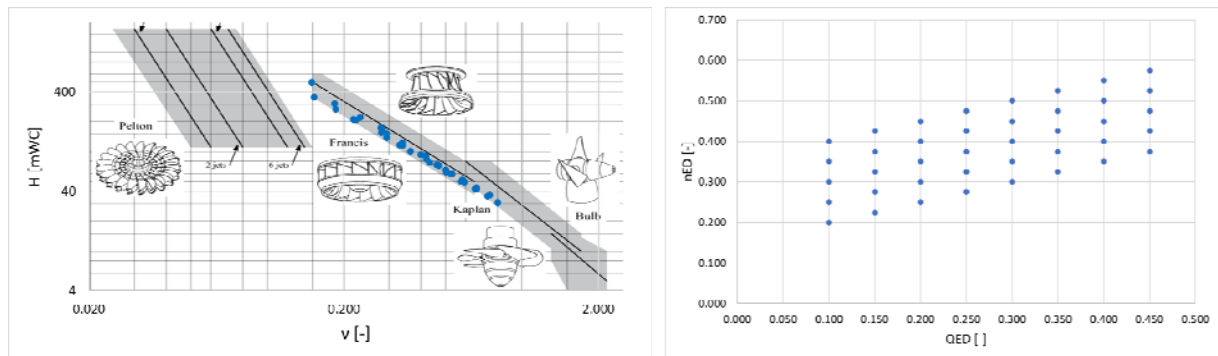 400
40
4
H [mWC]
Pelton
2 jets
6 jets
Francis
Kaplan
Bulb
0.020
0.200
2.000
ν [-]
0.700
0.600
0.500
0.400
0.300
0.200
0.100
0.000
nED [-]
0.000 0.050 0.100 0.150 0.200 0.250 0.300 0.350 0.400 0.450 0.500
QED [ ]